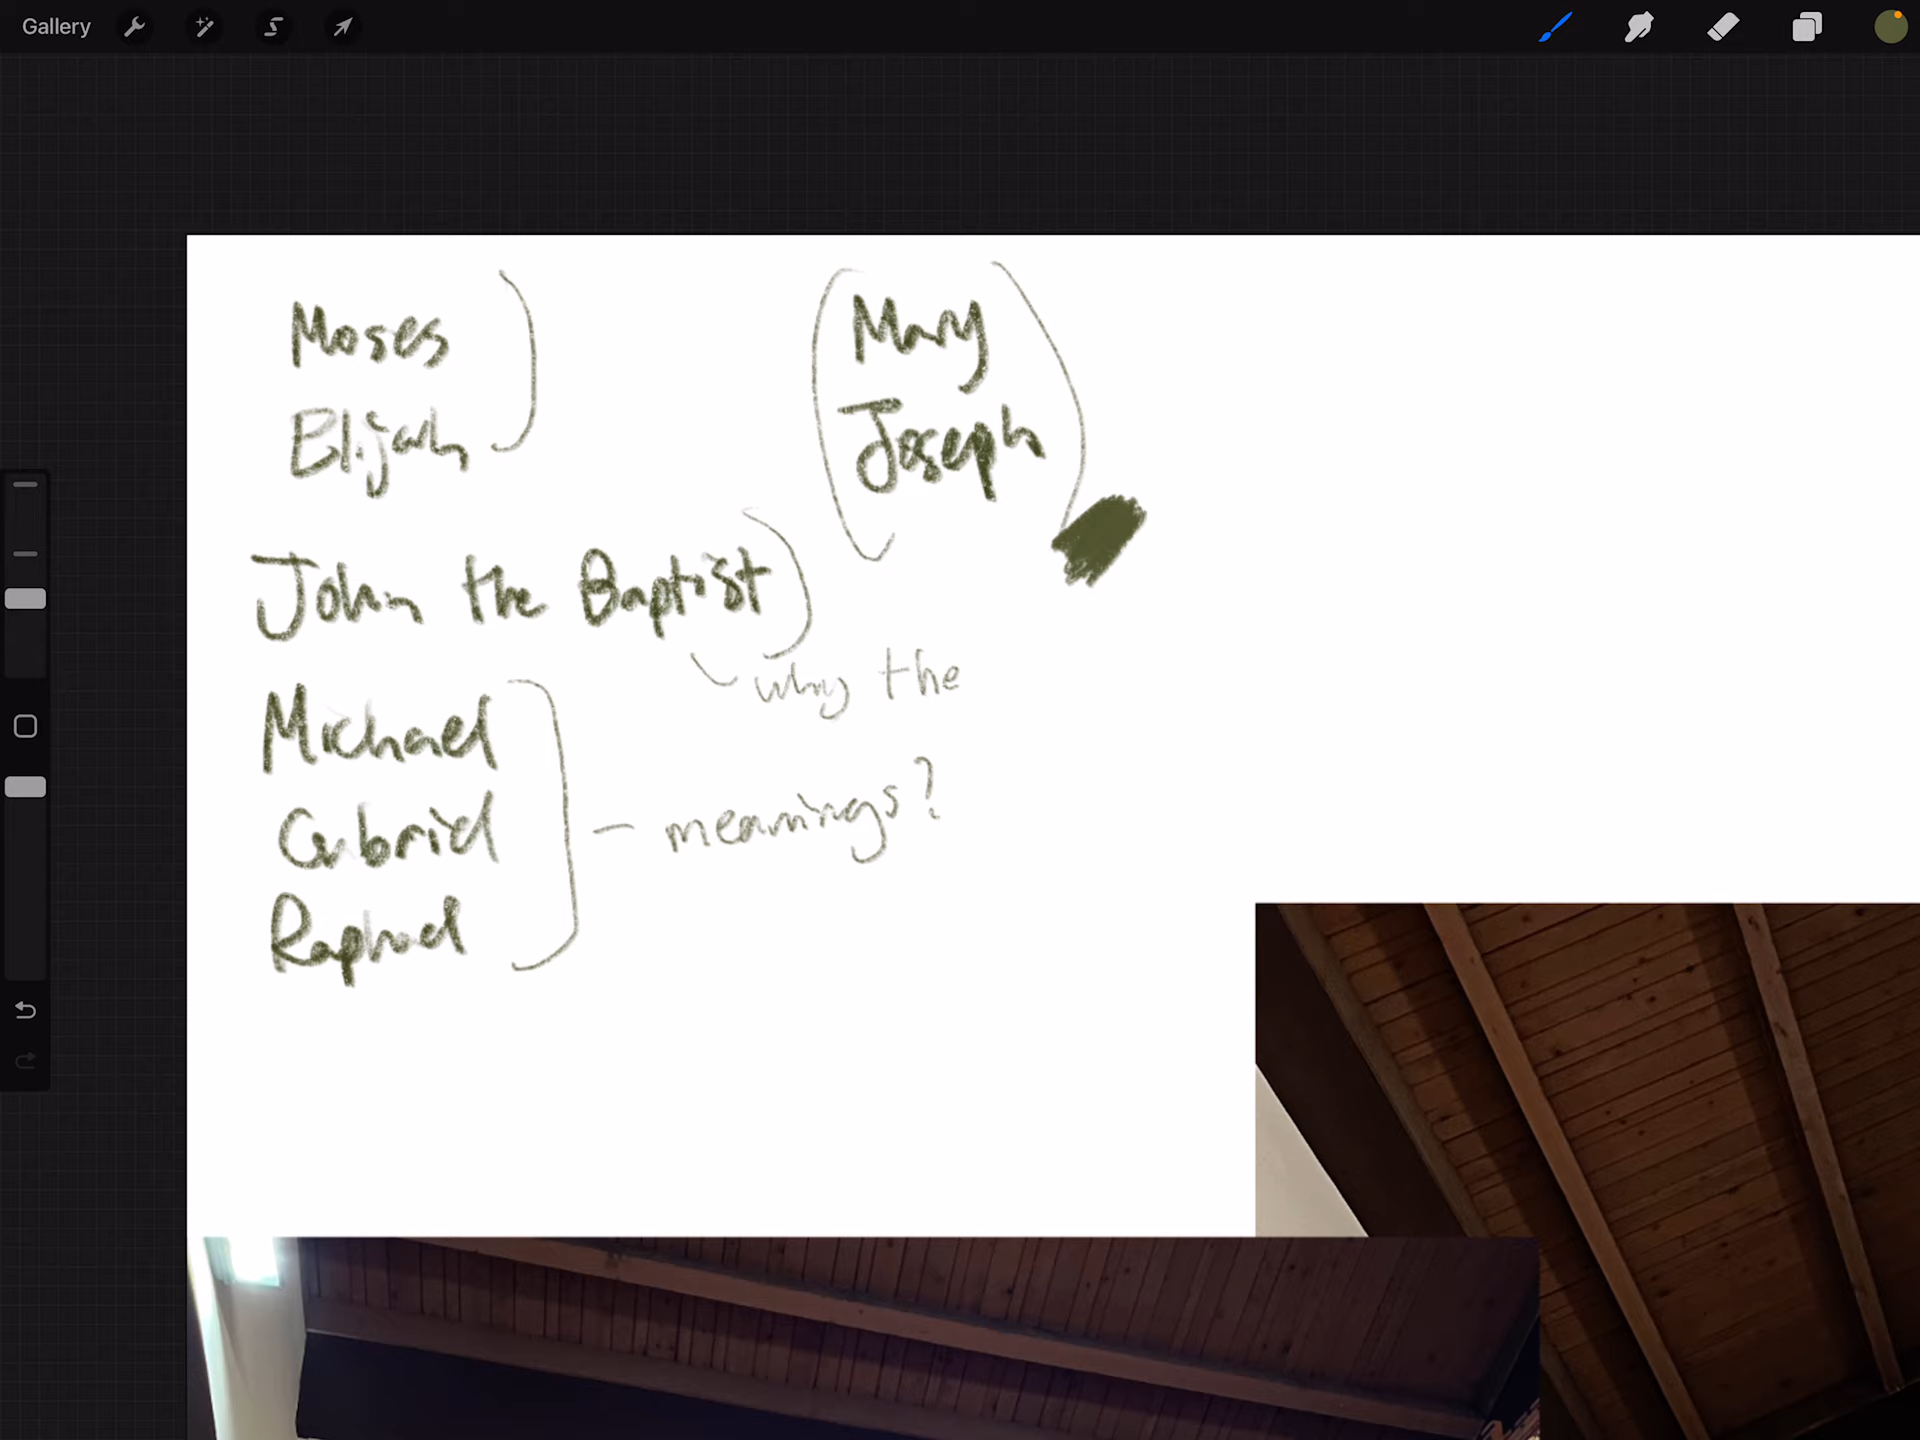 Gallery
Moses
Elijah
Mary
Joseph
John the Baptist
why the
Michael
Gabriel
Raphael
- meanings?